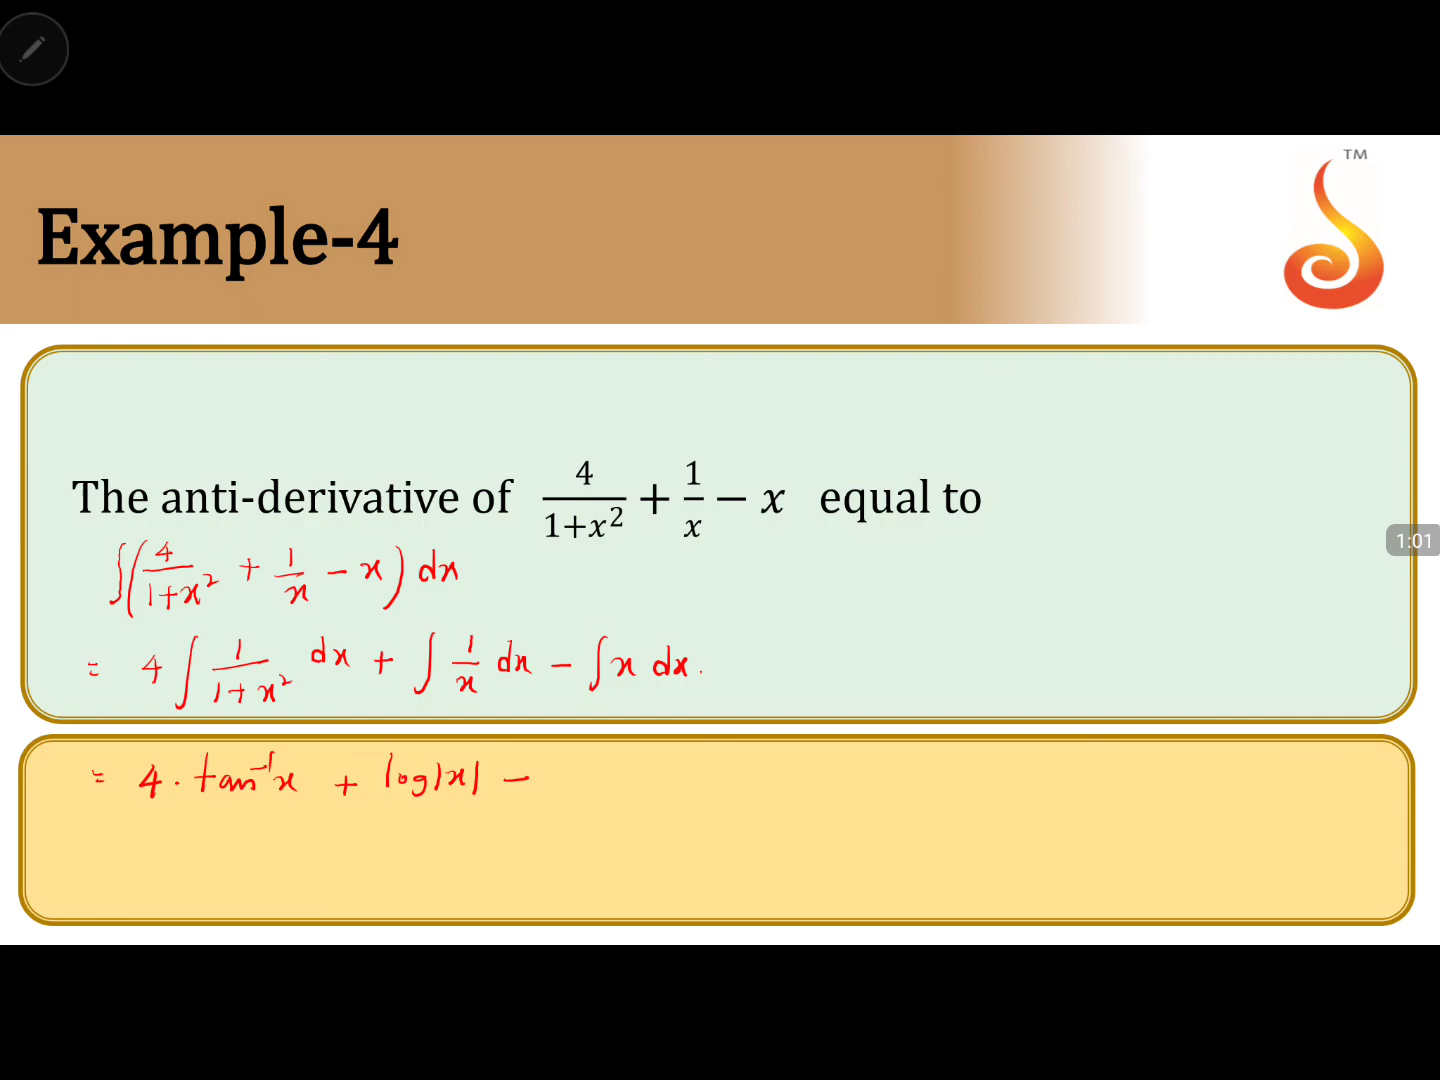 TM
Example-4
The anti-derivative of 4/(1+x²) + 1/x − x equal to
∫(4/(1+x²) + 1/x − x) dx
1:01
= 4 ∫ 1/(1+x²) dx + ∫ 1/x dx − ∫ x dx.
= 4 · tan⁻¹x + log|x| −